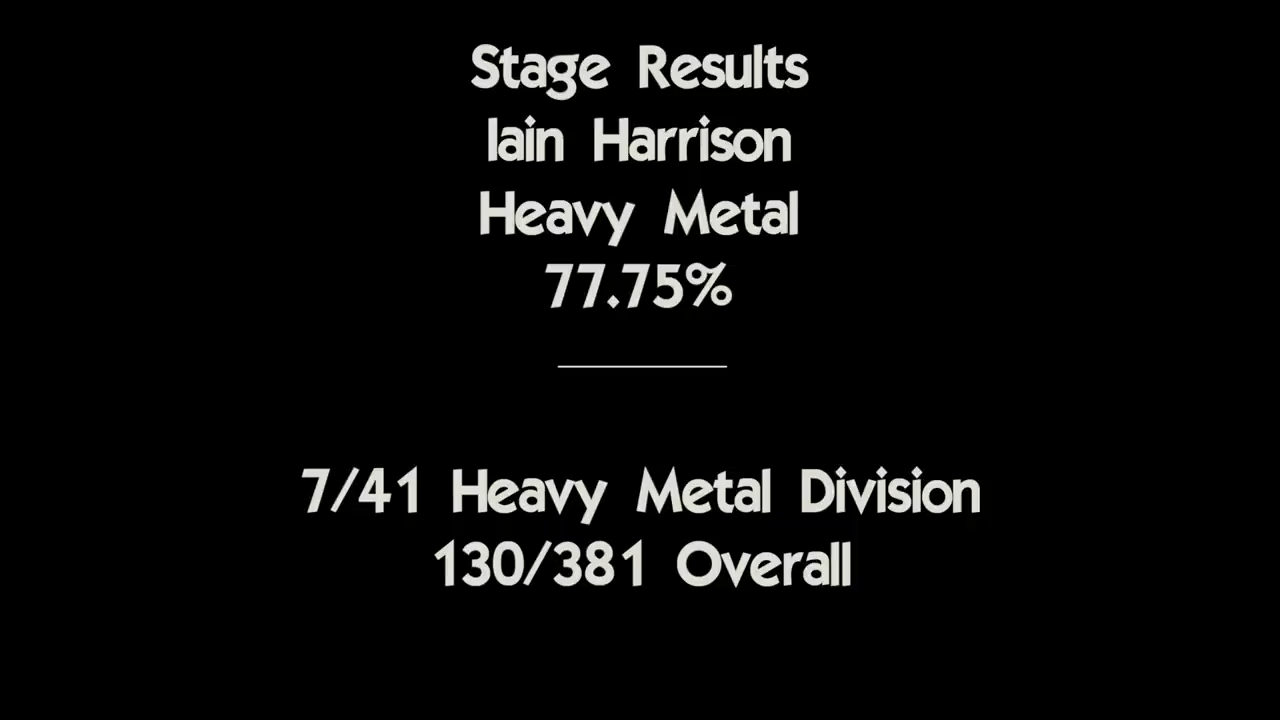 Stage Results
Iain Harrison
Heavy Metal
77.75%
7/41 Heavy Metal Division
130/381 Overall